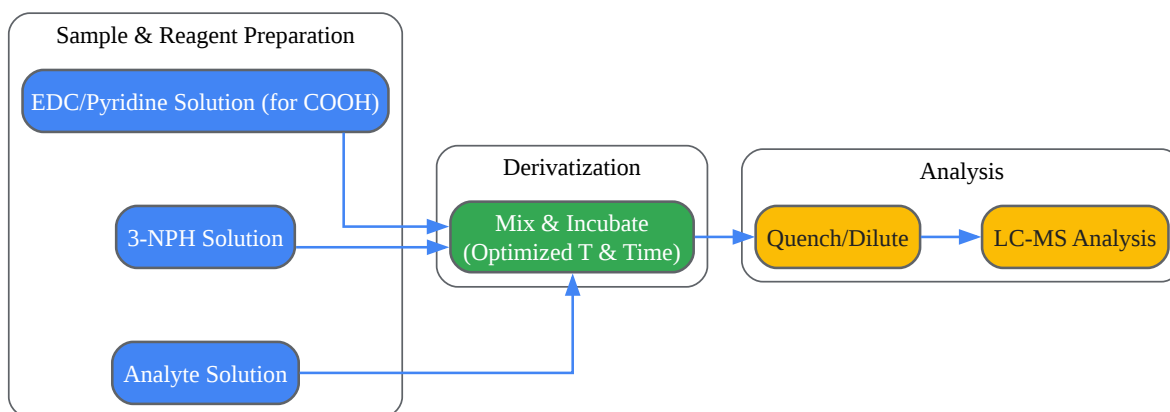 Sample & Reagent Preparation
EDC/Pyridine Solution (for COOH)
3-NPH Solution
Analyte Solution
Derivatization
Mix & Incubate
(Optimized T & Time)
Analysis
Quench/Dilute
LC-MS Analysis